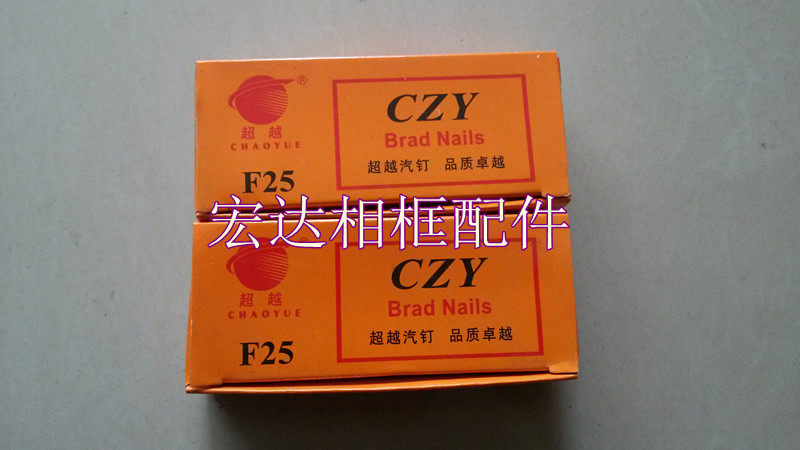 ®
超越
CHAOYUE
F25
CZY
Brad Nails
超越汽钉 品质卓越
宏达相框配件
超越
CHAOYUE
F25
CZY
Brad Nails
超越汽钉 品质卓越